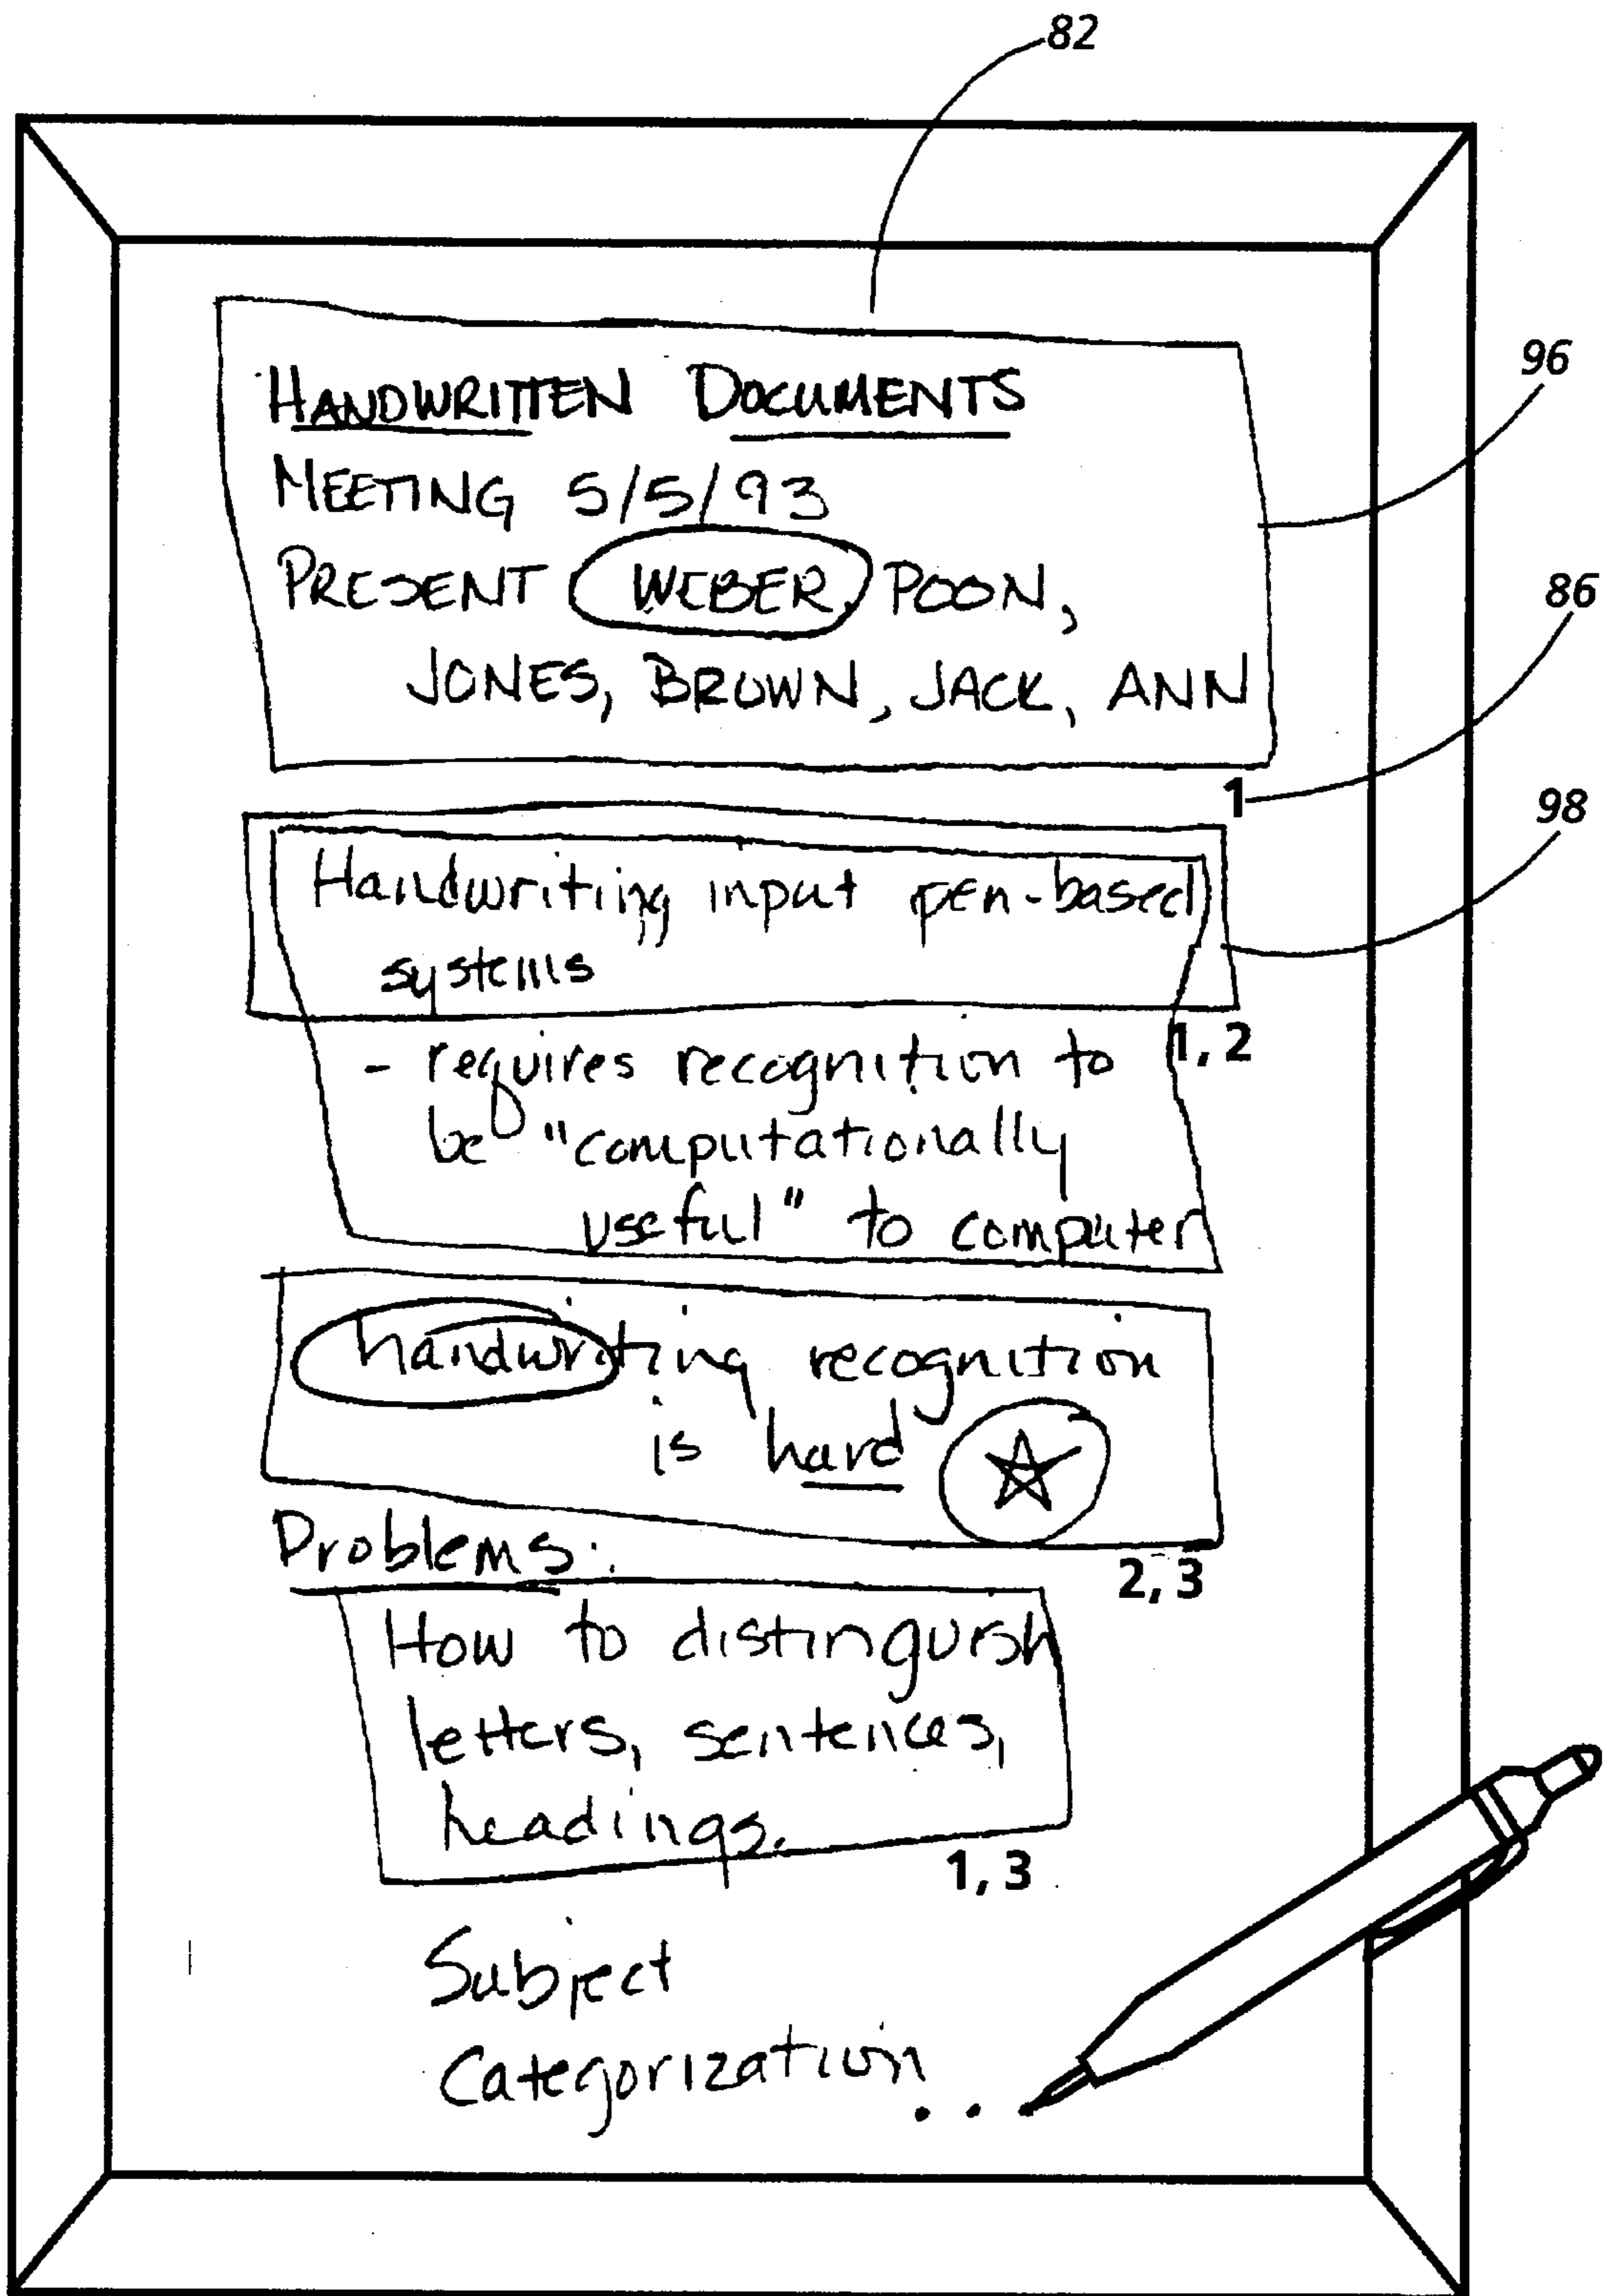 82
HANDWRITTEN DOCUMENTS
96
MEETING 5/5/93
PRESENT WEBER, POON,
86
JONES, BROWN, JACK, ANN
1
98
Handwriting input pen-based
systems
1, 2
- requires recognition to
be "computationally
useful" to computer
handwriting recognition
is hard
Problems:
2, 3
How to distinguish
letters, sentences,
headings.
1, 3
Subject
Categorization...